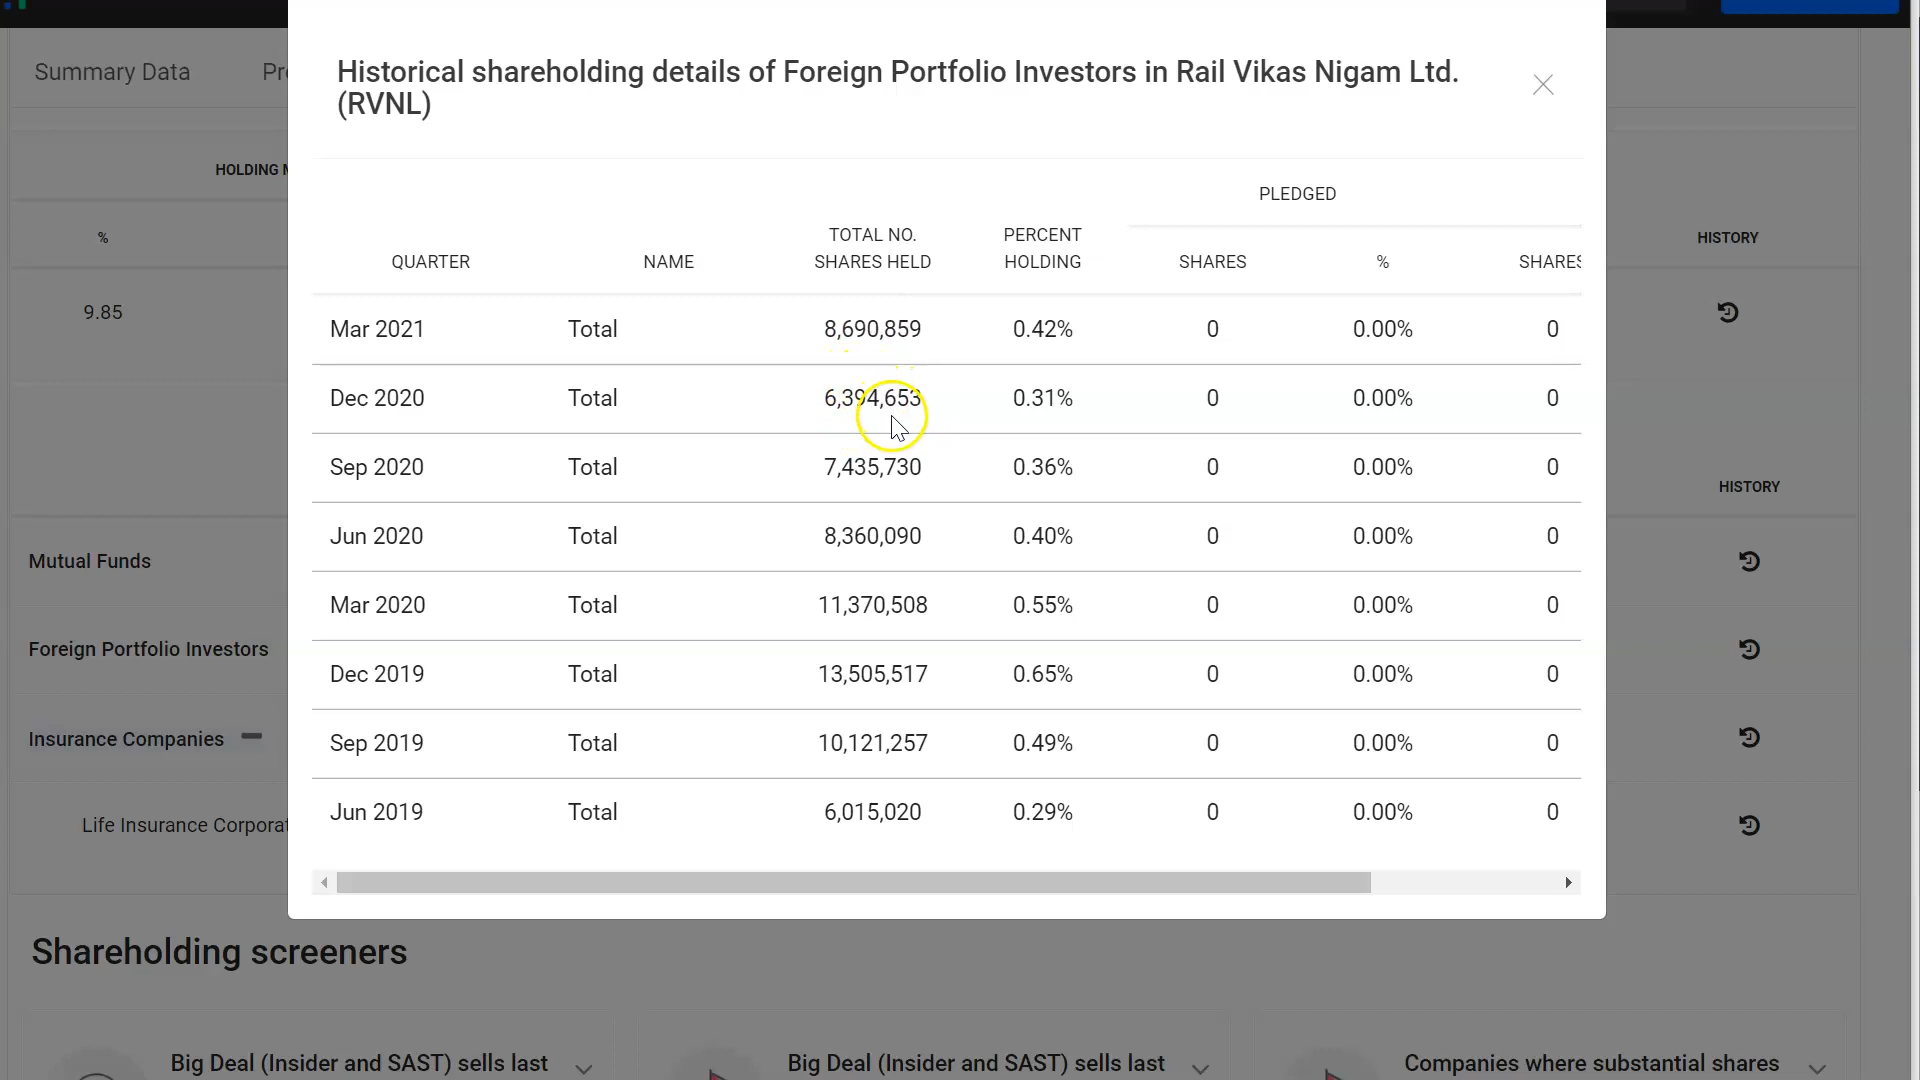 Summary Data
Historical shareholding details of Foreign Portfolio Investors in Rail Vikas Nigam Ltd.
(RVNL)
HOLDING
%
9.85
HISTORY
PLEDGED
QUARTER NAME TOTAL NO. SHARES HELD PERCENT HOLDING SHARES % SHARES
Mar 2021 Total 8,690,859 0.42% 0 0.00% 0
Dec 2020 Total 6,394,653 0.31% 0 0.00% 0
Sep 2020 Total 7,435,730 0.36% 0 0.00% 0
Jun 2020 Total 8,360,090 0.40% 0 0.00% 0
Mar 2020 Total 11,370,508 0.55% 0 0.00% 0
Dec 2019 Total 13,505,517 0.65% 0 0.00% 0
Sep 2019 Total 10,121,257 0.49% 0 0.00% 0
Jun 2019 Total 6,015,020 0.29% 0 0.00% 0
HISTORY
Mutual Funds
Foreign Portfolio Investors
Insurance Companies
Life Insurance
Shareholding screeners
Big Deal (Insider and SAST) sells last
Big Deal (Insider and SAST) sells last
Companies where substantial shares